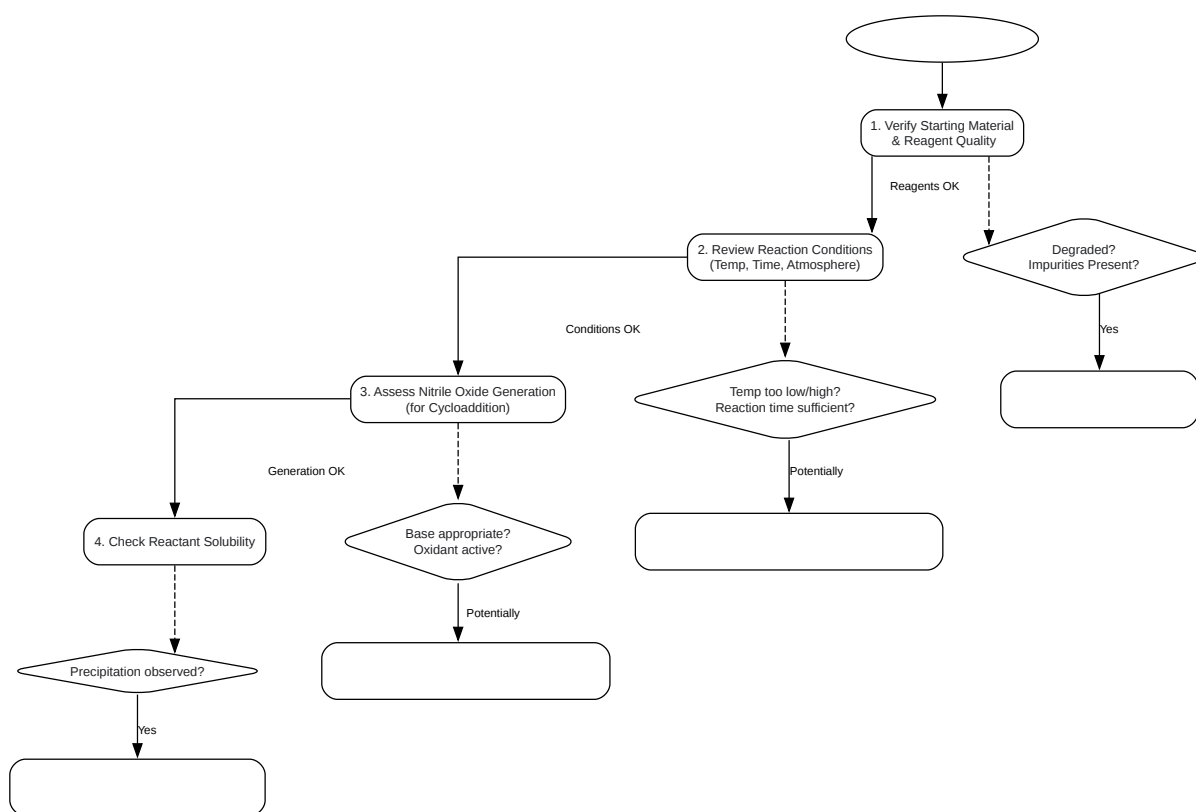 1. Verify Starting Material
& Reagent Quality
Reagents OK
2. Review Reaction Conditions
(Temp, Time, Atmosphere)
Degraded?
Impurities Present?
Conditions OK
Yes
3. Assess Nitrile Oxide Generation
(for Cycloaddition)
Temp too low/high?
Reaction time sufficient?
Generation OK
Potentially
4. Check Reactant Solubility
Base appropriate?
Oxidant active?
Potentially
Precipitation observed?
Yes